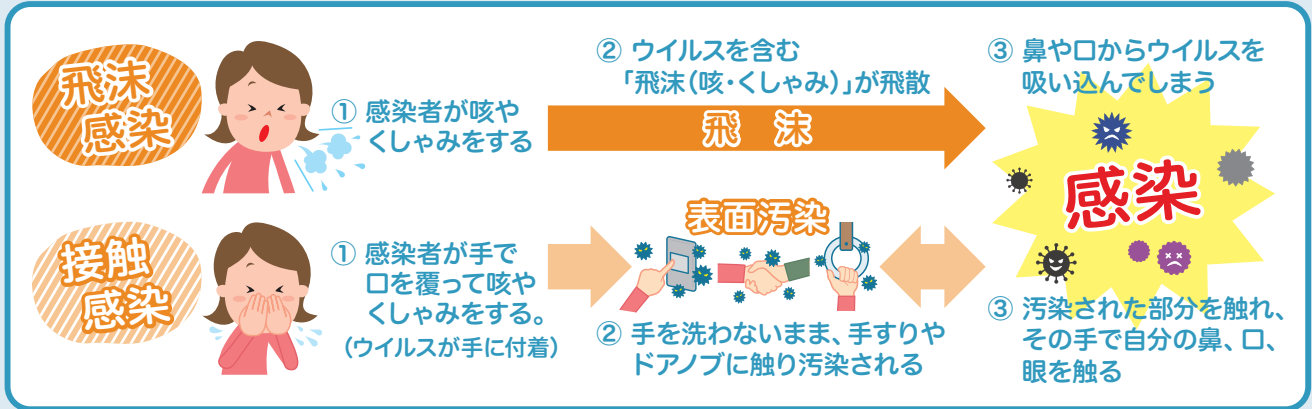 飛沫
感染
① 感染者が咳や
くしゃみをする
② ウイルスを含む
「飛沫(咳・くしゃみ)」が飛散
飛 沫
③ 鼻や口からウイルスを
吸い込んでしまう
感染
接触
感染
① 感染者が手で
口を覆って咳や
くしゃみをする。
(ウイルスが手に付着)
表面汚染
② 手を洗わないまま、手すりや
ドアノブに触り汚染される
③ 汚染された部分を触れ、
その手で自分の鼻、口、
眼を触る